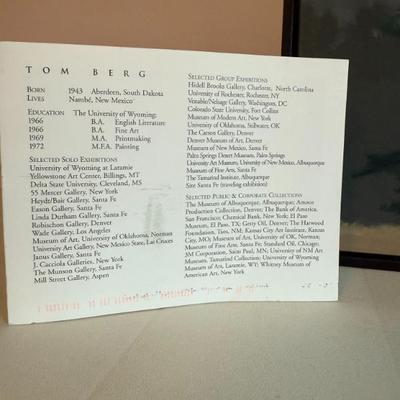 TOM BERG
BORN 1943 Aberdeen, South Dakota
LIVES Nambé, New Mexico
EDUCATION The University of Wyoming:
1966 B.A. English Literature
1966 B.A. Fine Art
1969 M.A. Printmaking
1972 M.F.A. Painting
SELECTED SOLO EXHIBITIONS
University of Wyoming at Laramie
Yellowstone Art Center, Billings, MT
Delta State University, Cleveland, MS
55 Mercer Gallery, New York
Heydt/Bair Gallery, Santa Fe
Eason Gallery, Santa Fe
Linda Durham Gallery, Santa Fe
Robischon Gallery, Denver
Wade Gallery, Los Angeles
Museum of Art, University of Oklahoma, Norman
University Art Gallery, New Mexico State, Las Cruces
Janus Gallery, Santa Fe
J. Cacciola Galleries, New York
The Munson Gallery, Santa Fe
Mill Street Gallery, Aspen
SELECTED GROUP EXHIBITIONS
Hidell Brooks Gallery, Charlotte, North Carolina
University of Rochester, Rochester, NY
Venable/Neslage Gallery, Washington, DC
Colorado State University, Fort Collins
Museum of Modern Art, New York
University of Oklahoma, Stillwater, OK
The Carson Gallery, Denver
Denver Museum of Art, Denver
Museum of New Mexico, Santa Fe
Palm Springs Desert Museum, Palm Springs
University Art Museum, University of New Mexico, Albuquerque
Museum of Fine Arts, Santa Fe
The Tamarind Institute, Albuquerque
Site Santa Fe (traveling exhibition)
SELECTED PUBLIC & CORPORATE COLLECTIONS
The Museum of Albuquerque, Albuquerque; Amoco
Production Collection, Denver; The Bank of America,
San Francisco; Chemical Bank, New York; El Paso
Museum, El Paso, TX; Getty Oil, Denver; The Harwood
Foundation, Taos, NM; Kansas City Art Institute, Kansas
City, MO; Museum of Art, University of OK, Norman;
Museum of Fine Arts, Santa Fe; Standard Oil, Chicago;
3M Corporation, Saint Paul, MN; University of NM Art
Museum, Tamarind Collection; University of Wyoming
Museum of Art, Laramie, WY; Whitney Museum of
American Art, New York